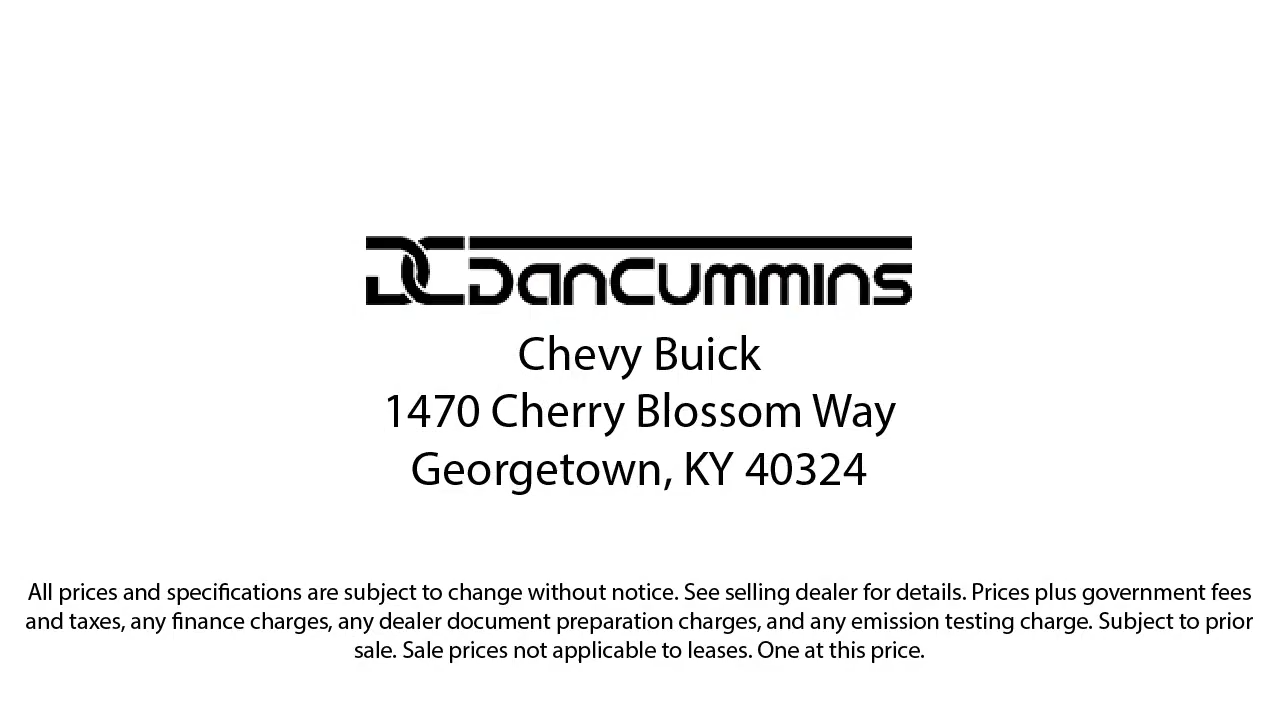 DC DanCummins
Chevy Buick
1470 Cherry Blossom Way
Georgetown, KY 40324
All prices and specifications are subject to change without notice. See selling dealer for details. Prices plus government fees
and taxes, any finance charges, any dealer document preparation charges, and any emission testing charge. Subject to prior
sale. Sale prices not applicable to leases. One at this price.